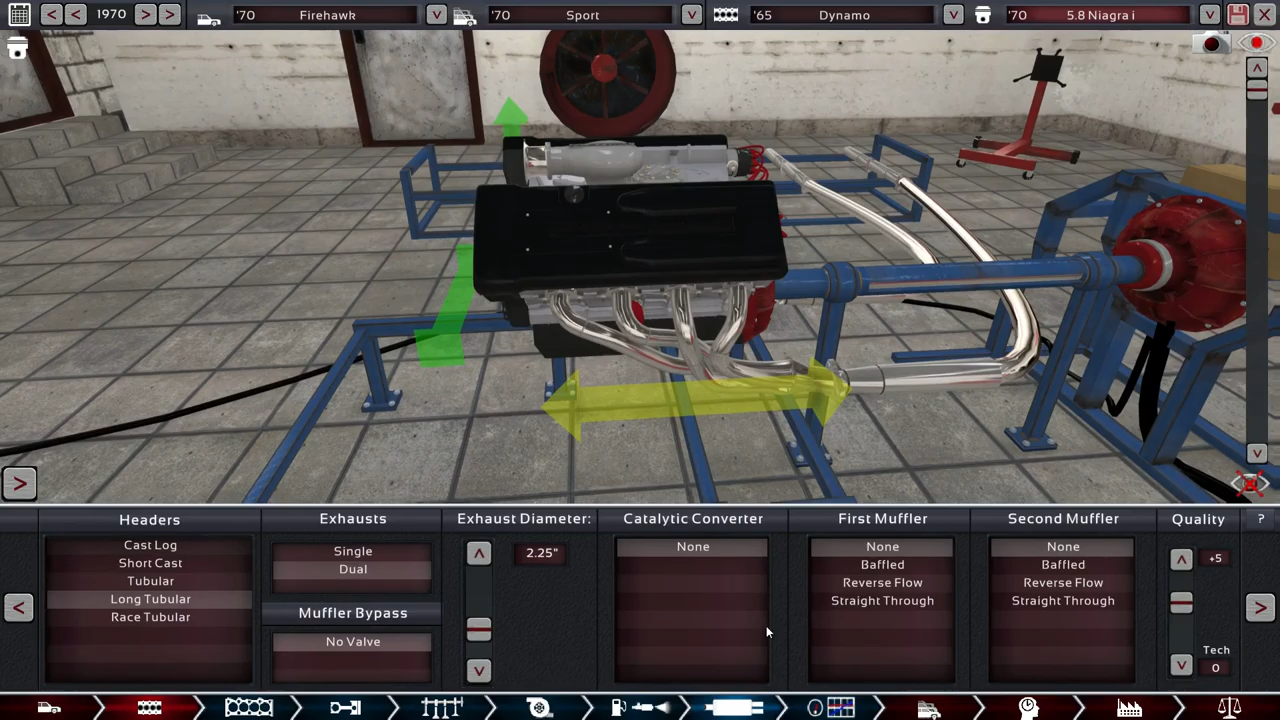 1970
'70 Firehawk
'70 Sport
'65 Dynamo
'70 5.8 Niagra i
Headers
Cast Log
Short Cast
Tubular
Long Tubular
Race Tubular
Exhausts
Single
Dual
Muffler Bypass
No Valve
Exhaust Diameter:
2.25"
Catalytic Converter
None
First Muffler
None
Baffled
Reverse Flow
Straight Through
Second Muffler
None
Baffled
Reverse Flow
Straight Through
Quality
+5
Tech
0
?